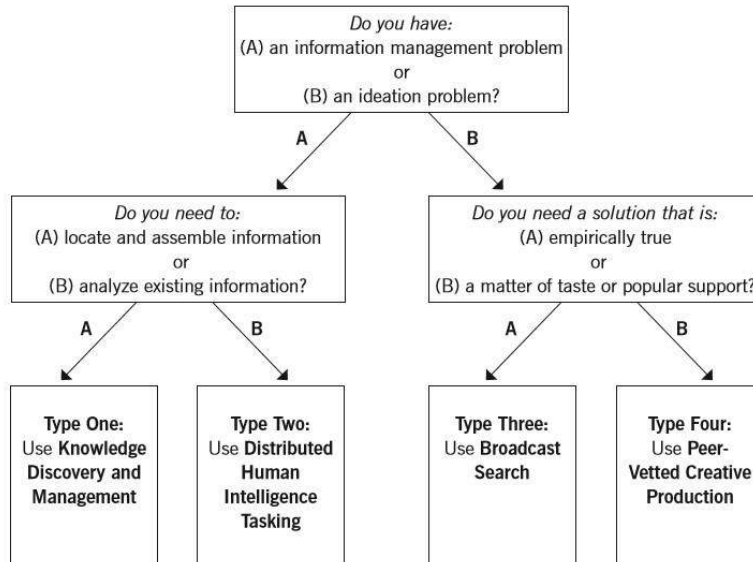 Do you have:
(A) an information management problem
or
(B) an ideation problem?
A
B
Do you need to:
(A) locate and assemble information
or
(B) analyze existing information?
Do you need a solution that is:
(A) empirically true
or
(B) a matter of taste or popular support?
A
B
A
B
Type One:
Use Knowledge
Discovery and
Management
Type Two:
Use Distributed
Human
Intelligence
Tasking
Type Three:
Use Broadcast
Search
Type Four:
Use Peer-
Vetted Creative
Production